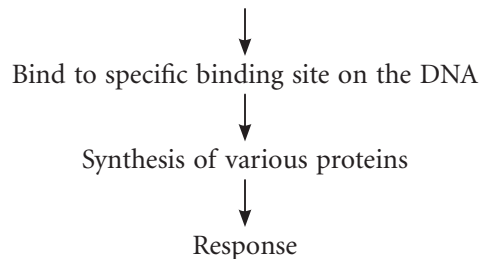 Bind to specific binding site on the DNA
Synthesis of various proteins
Response